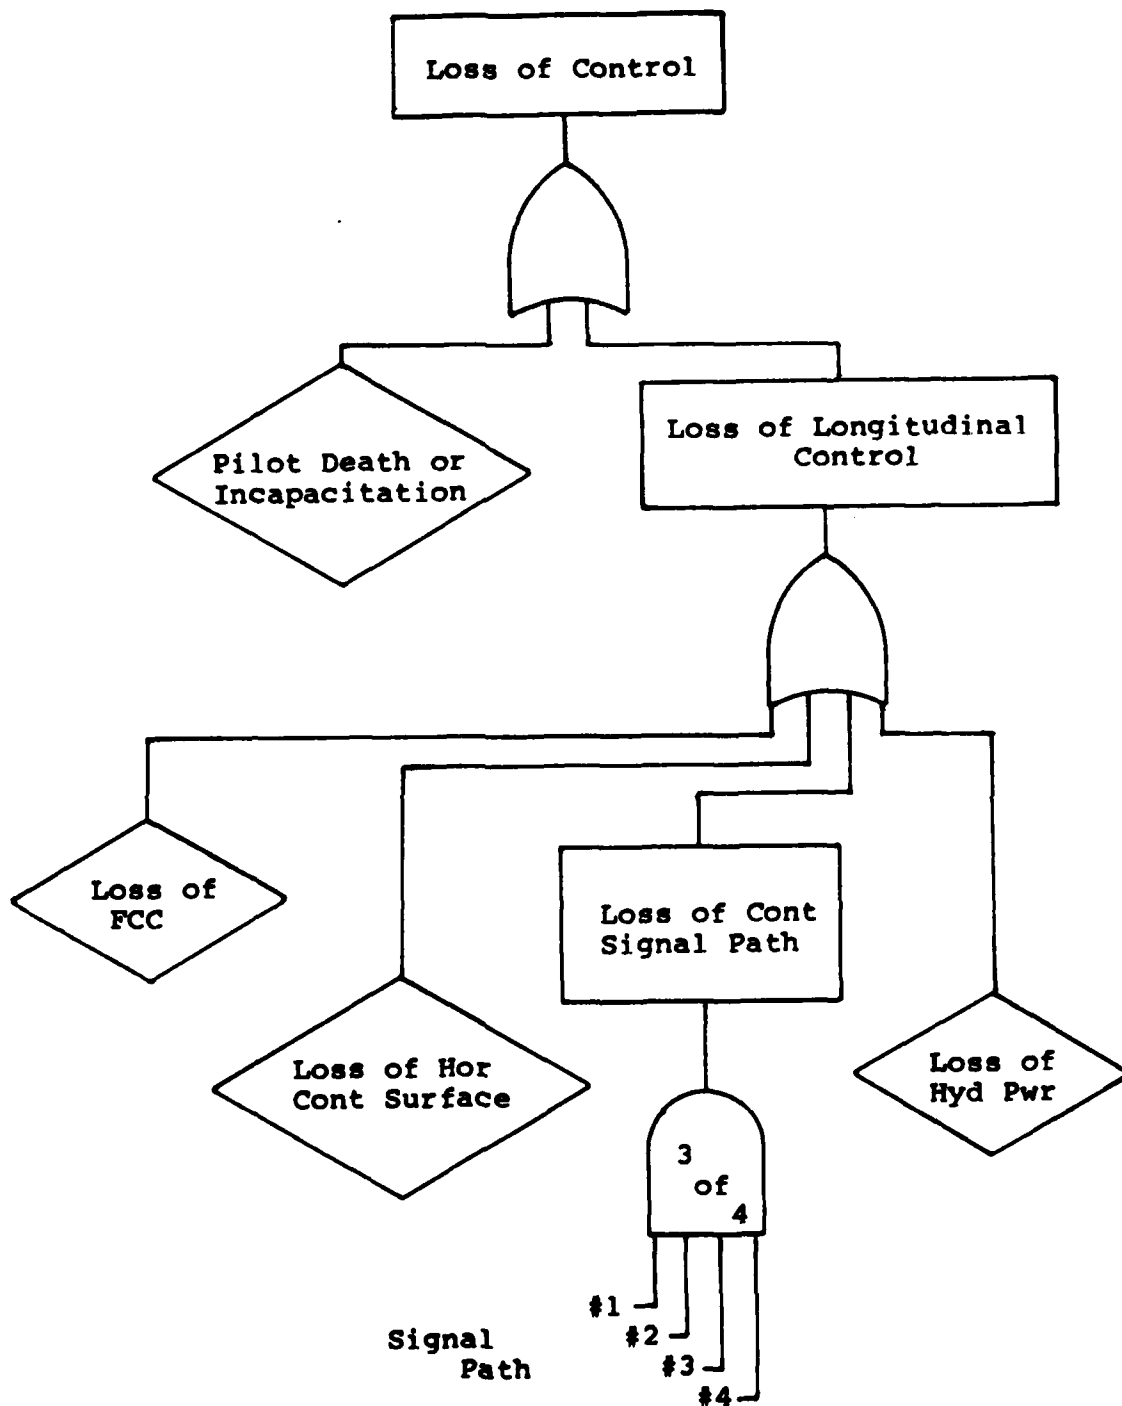 Loss of Control
Pilot Death or
Incapacitation
Loss of Longitudinal
Control
Loss of
FCC
Loss of Hor
Cont Surface
Loss of Cont
Signal Path
Loss of
Hyd Pwr
3
of
4
Signal
Path
#1
#2
#3
#4